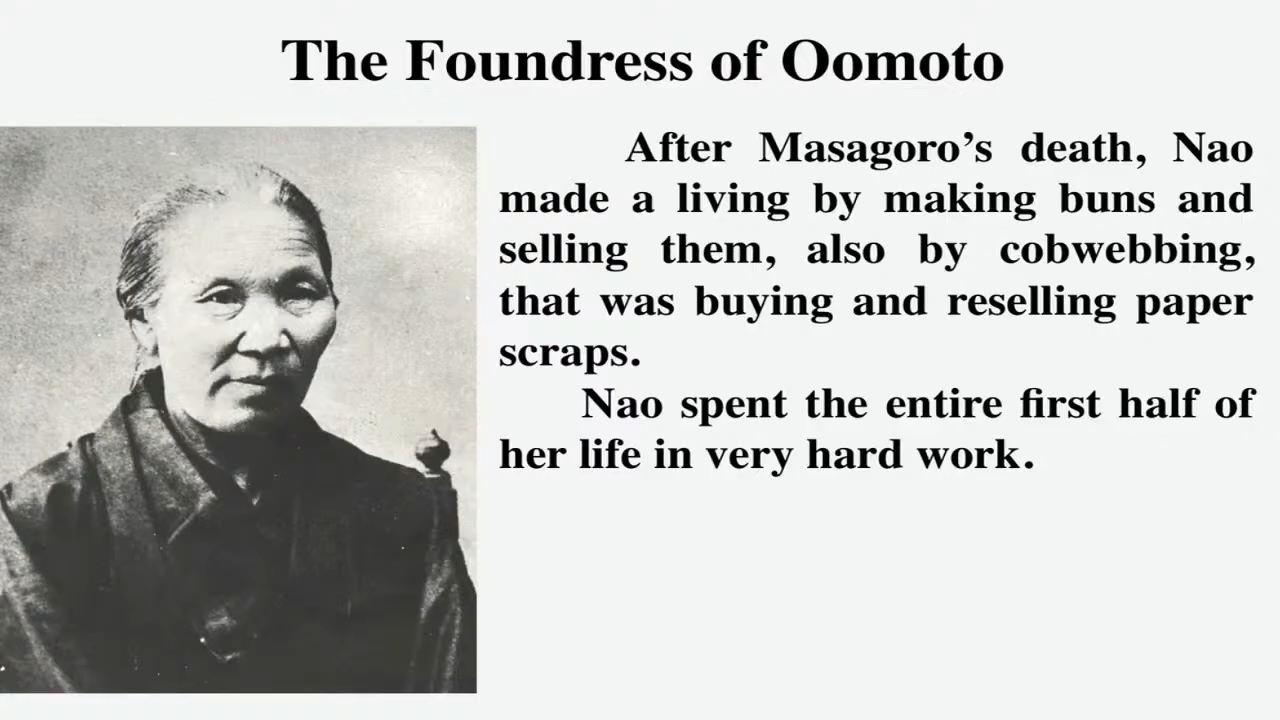 The Foundress of Oomoto
After Masagoro’s death, Nao
made a living by making buns and
selling them, also by cobwebbing,
that was buying and reselling paper
scraps.
Nao spent the entire first half of
her life in very hard work.